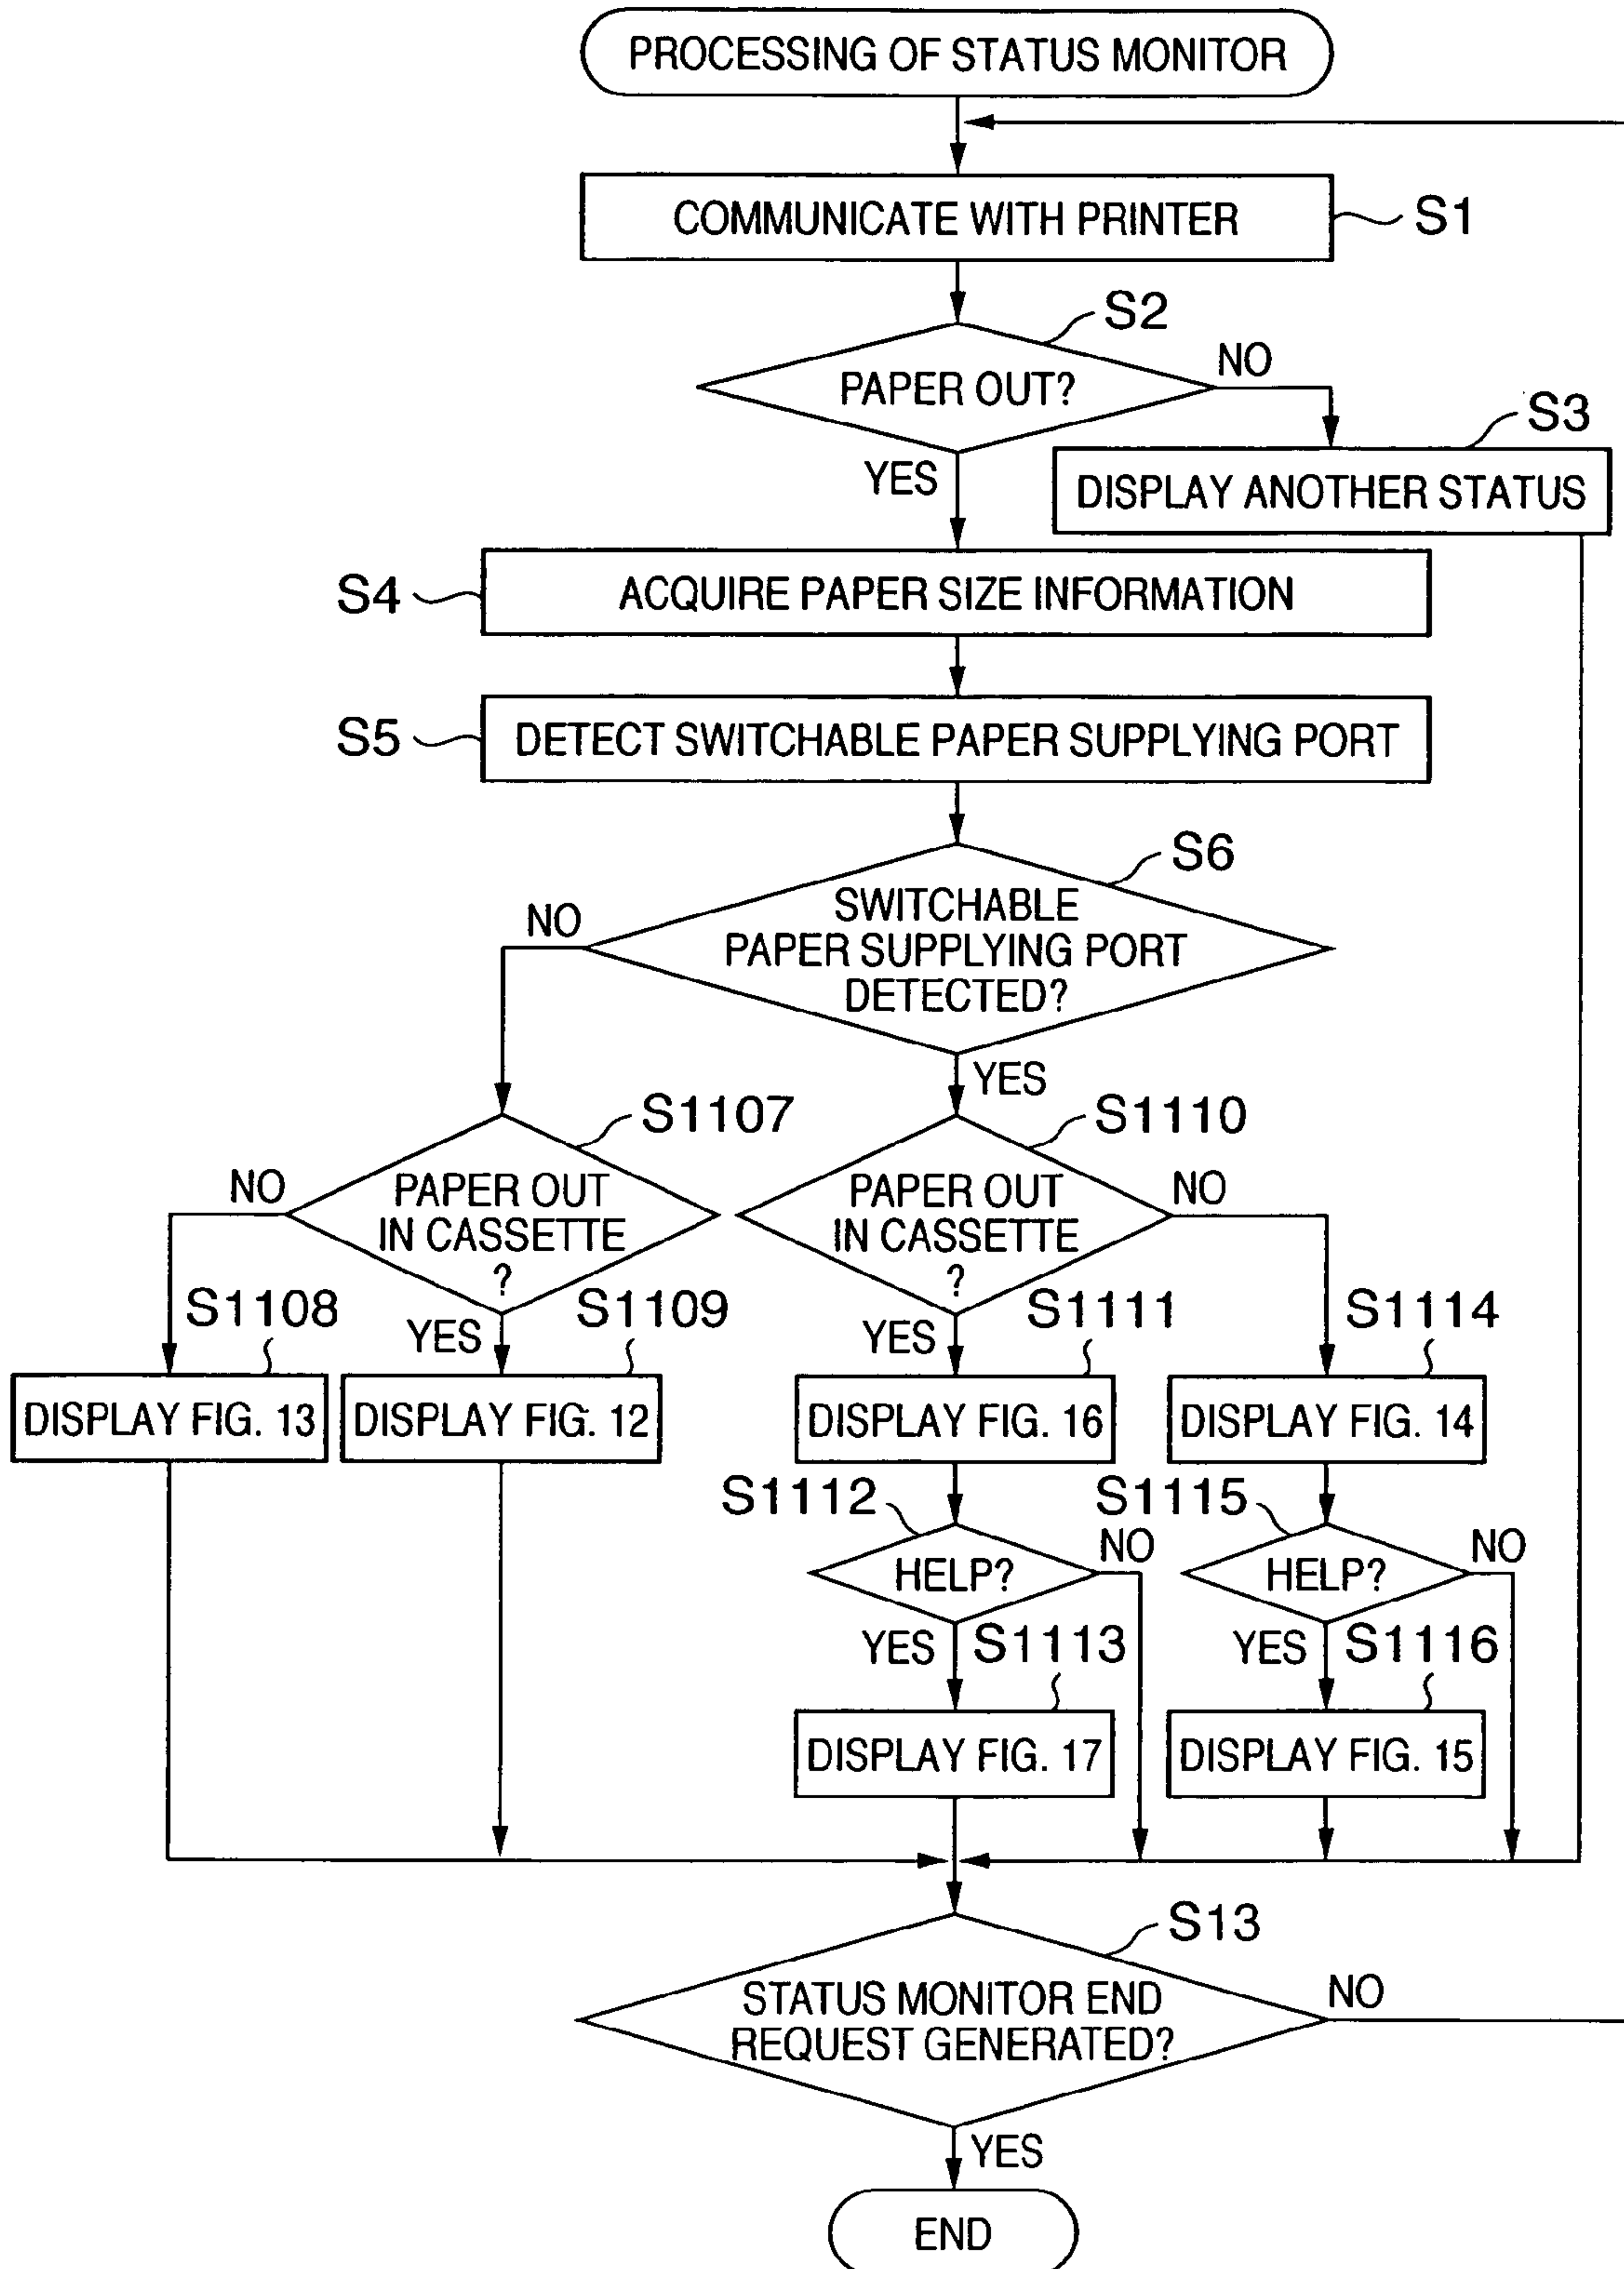 PROCESSING OF STATUS MONITOR
COMMUNICATE WITH PRINTER
S1
S2
PAPER OUT?
NO
YES
S3
DISPLAY ANOTHER STATUS
S4
ACQUIRE PAPER SIZE INFORMATION
S5
DETECT SWITCHABLE PAPER SUPPLYING PORT
S6
SWITCHABLE
PAPER SUPPLYING PORT
DETECTED?
NO
YES
S1107
PAPER OUT
IN CASSETTE
?
NO
YES
S1110
PAPER OUT
IN CASSETTE
?
NO
YES
S1108
DISPLAY FIG. 13
S1109
DISPLAY FIG. 12
S1111
DISPLAY FIG. 16
S1114
DISPLAY FIG. 14
S1112
HELP?
NO
YES
S1115
HELP?
NO
YES
S1113
DISPLAY FIG. 17
S1116
DISPLAY FIG. 15
S13
STATUS MONITOR END
REQUEST GENERATED?
NO
YES
END